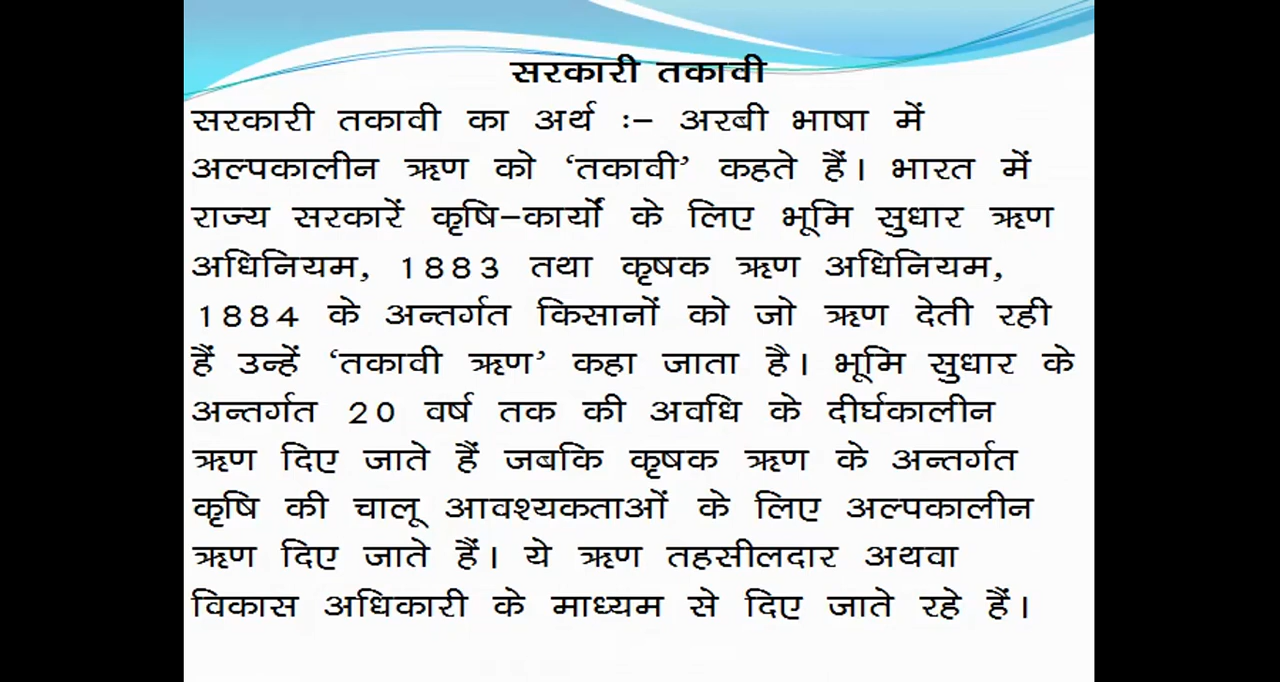 सरकारी तकावी
सरकारी तकावी का अर्थ :- अरबी भाषा में
अल्पकालीन ऋण को ‘तकावी’ कहते हैं। भारत में
राज्य सरकारें कृषि-कार्यों के लिए भूमि सुधार ऋण
अधिनियम, 1883 तथा कृषक ऋण अधिनियम,
1884 के अन्तर्गत किसानों को जो ऋण देती रही
हैं उन्हें ‘तकावी ऋण’ कहा जाता है। भूमि सुधार के
अन्तर्गत 20 वर्ष तक की अवधि के दीर्घकालीन
ऋण दिए जाते हैं जबकि कृषक ऋण के अन्तर्गत
कृषि की चालू आवश्यकताओं के लिए अल्पकालीन
ऋण दिए जाते हैं। ये ऋण तहसीलदार अथवा
विकास अधिकारी के माध्यम से दिए जाते रहे हैं।